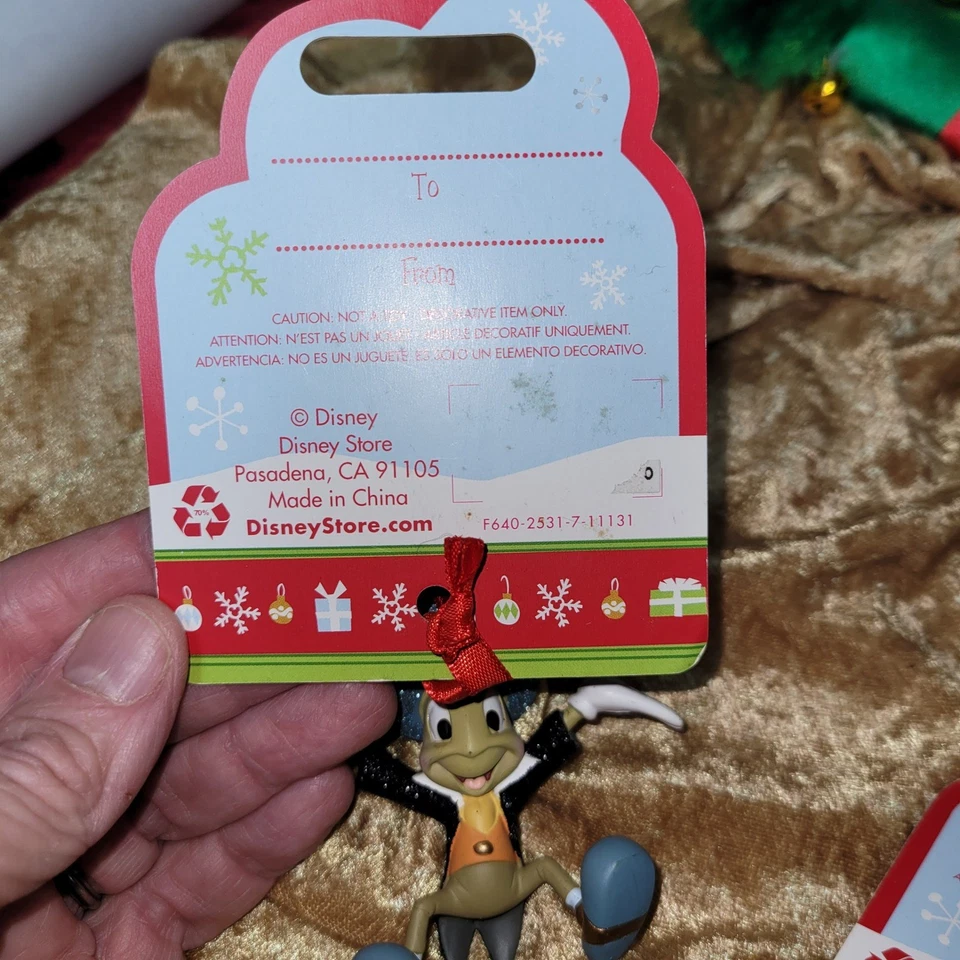 To
From
CAUTION: NOT A TOY. DECORATIVE ITEM ONLY.
ATTENTION: N'EST PAS UN JOUET. ARTICLE DECORATIF UNIQUEMENT.
ADVERTENCIA: NO ES UN JUGUETE, ES SOLO UN ELEMENTO DECORATIVO.
© Disney
Disney Store
Pasadena, CA 91105
Made in China
DisneyStore.com
70%
F640-2531-7-11131
0